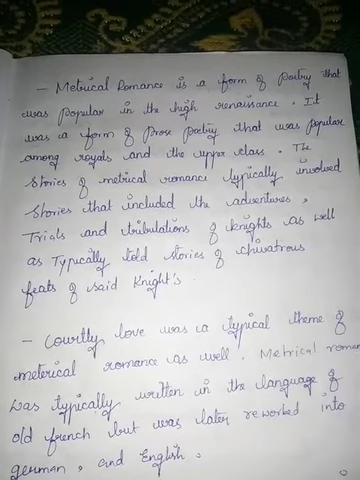 - Metrical Romance is a form of Poetry that
was popular in the high renaissance. It
was a form of Prose Poetry that was popular
among royals and the upper class. The
Stories of metrical romance typically involved
Stories that included the adventures,
Trials and tribulations of knights as well
as Typically told stories of chivatrous
feats of said Knight's.
- Courtly love was a typical theme of
meterical romance as well. Metrical roman
was typically written in the language of
old french but was later reworked into
german, and English.